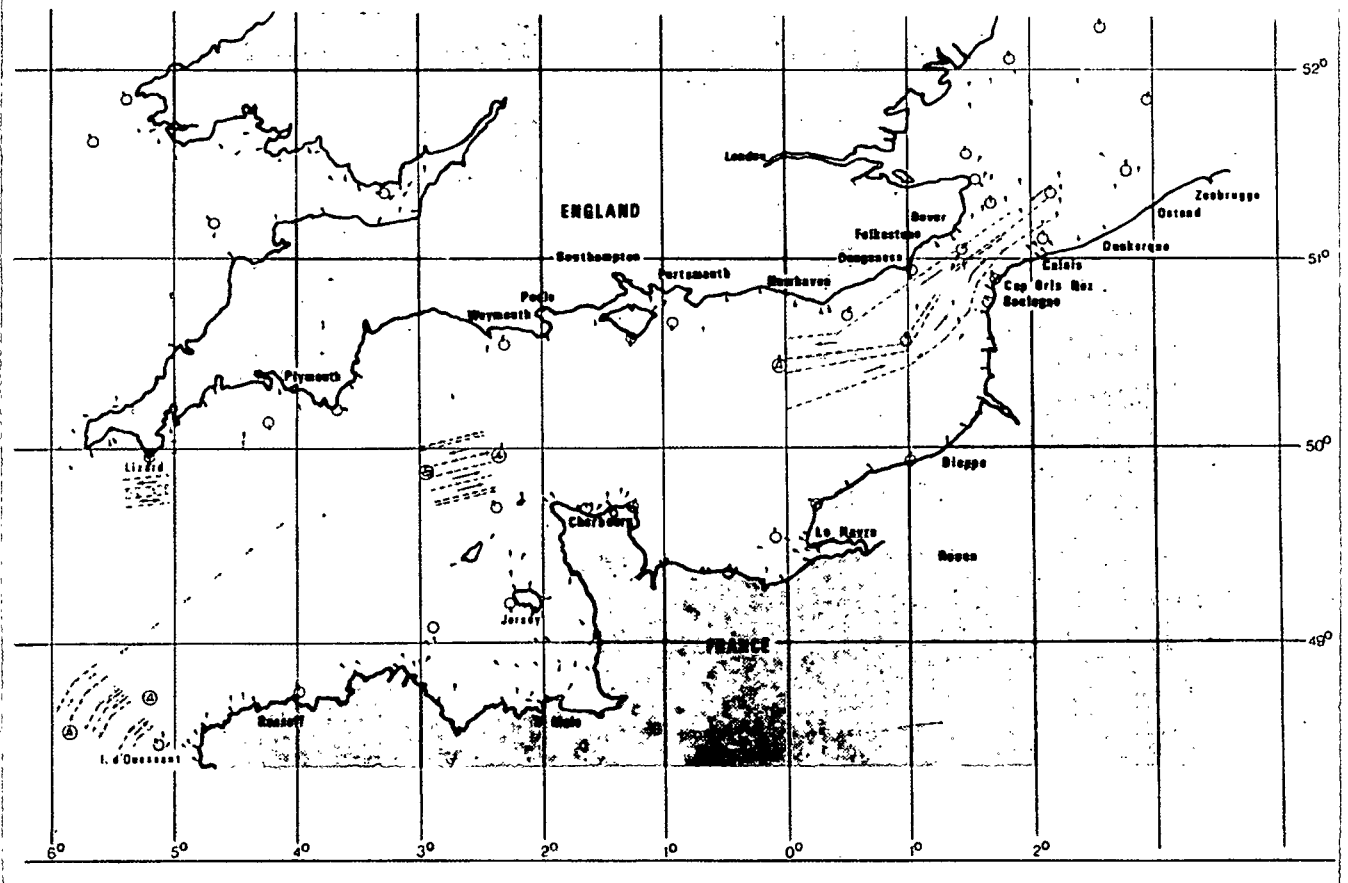 52°
London
Zeebrugge
ENGLAND
Ostend
Dover
Folkestone
Dunkerque
Southampton
Dungeness
51°
Calais
Portsmouth
Newhaven
Cap Gris Nez
Boulogne
Poole
Weymouth
Plymouth
50°
Lizard
Dieppe
Cherbourg
Le Havre
Rouen
Jersey
49°
FRANCE
Roscoff
St Malo
I. d'Ouessant
6° 5° 4° 3° 2° 1° 0° 1° 2°